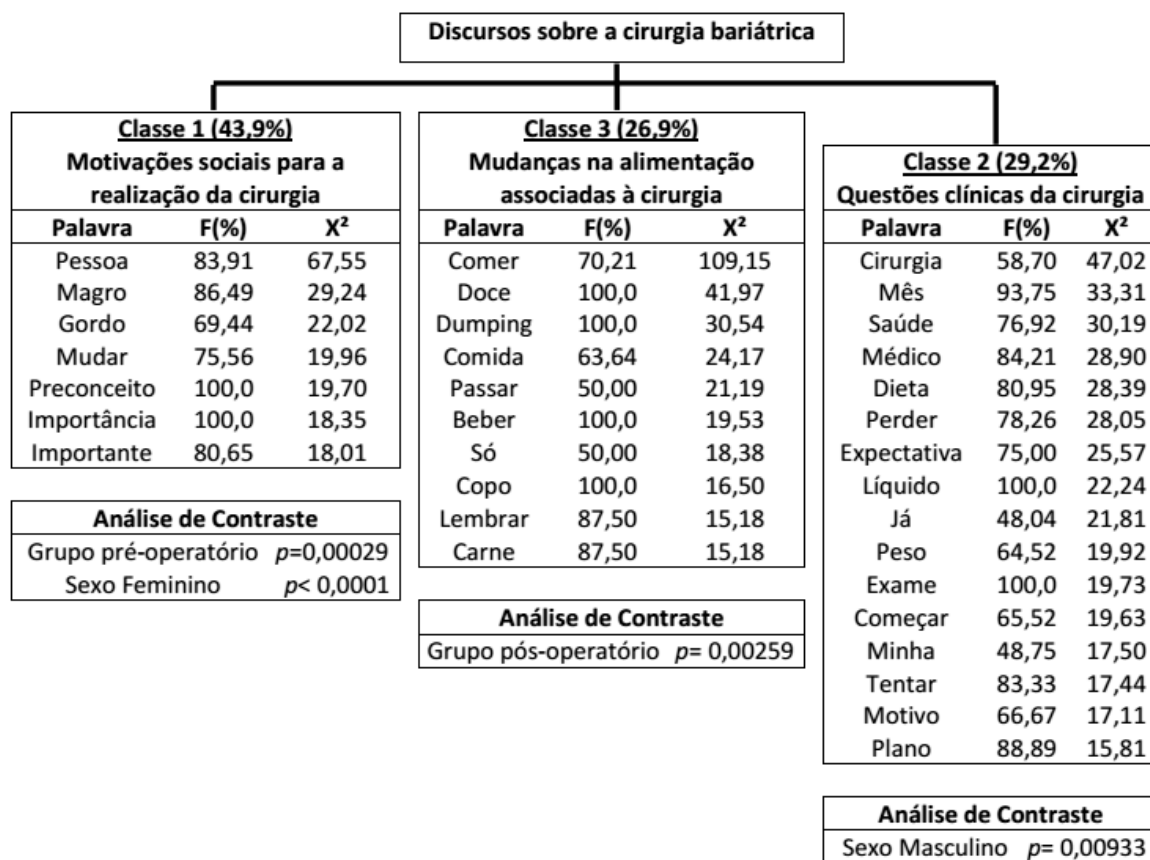 Discursos sobre a cirurgia bariátrica
Classe 1 (43,9%)
Motivações sociais para a
realização da cirurgia
Palavra F(%) X²
Pessoa 83,91 67,55
Magro 86,49 29,24
Gordo 69,44 22,02
Mudar 75,56 19,96
Preconceito 100,0 19,70
Importância 100,0 18,35
Importante 80,65 18,01
Análise de Contraste
Grupo pré-operatório p=0,00029
Sexo Feminino p< 0,0001
Classe 3 (26,9%)
Mudanças na alimentação
associadas à cirurgia
Palavra F(%) X²
Comer 70,21 109,15
Doce 100,0 41,97
Dumping 100,0 30,54
Comida 63,64 24,17
Passar 50,00 21,19
Beber 100,0 19,53
Só 50,00 18,38
Copo 100,0 16,50
Lembrar 87,50 15,18
Carne 87,50 15,18
Análise de Contraste
Grupo pós-operatório p= 0,00259
Classe 2 (29,2%)
Questões clínicas da cirurgia
Palavra F(%) X²
Cirurgia 58,70 47,02
Mês 93,75 33,31
Saúde 76,92 30,19
Médico 84,21 28,90
Dieta 80,95 28,39
Perder 78,26 28,05
Expectativa 75,00 25,57
Líquido 100,0 22,24
Já 48,04 21,81
Peso 64,52 19,92
Exame 100,0 19,73
Começar 65,52 19,63
Minha 48,75 17,50
Tentar 83,33 17,44
Motivo 66,67 17,11
Plano 88,89 15,81
Análise de Contraste
Sexo Masculino p= 0,00933